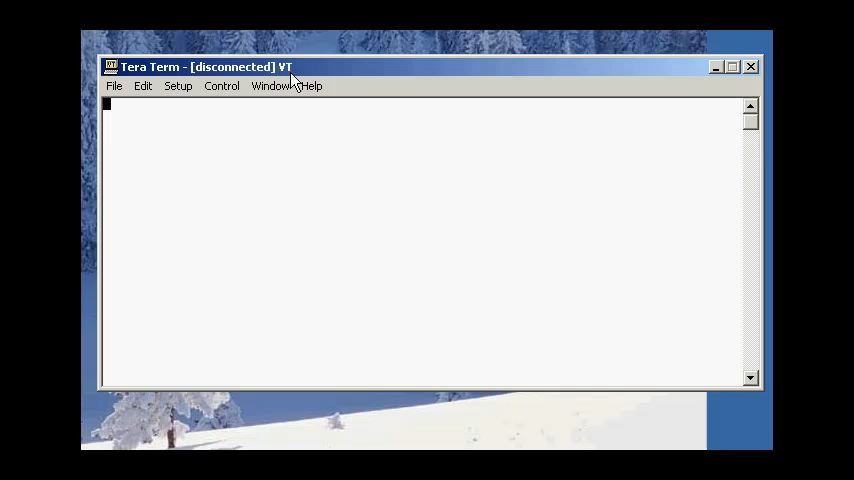 Tera Term - [disconnected] VT
File Edit Setup Control Window Help